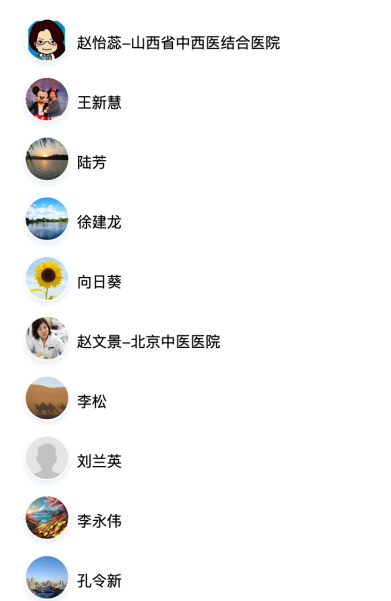 赵怡蕊-山西省中西医结合医院
王新慧
陆芳
徐建龙
向日葵
赵文景-北京中医医院
李松
刘兰英
李永伟
孔令新